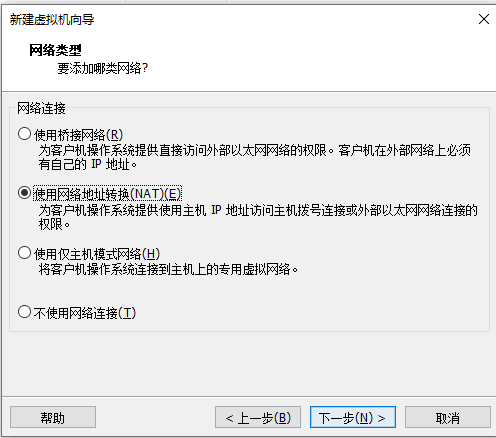 新建虚拟机向导
网络类型
要添加哪类网络?
网络连接
使用桥接网络(R)
为客户机操作系统提供直接访问外部以太网网络的权限。客户机在外部网络上必须
有自己的 IP 地址。
使用网络地址转换(NAT)(E)
为客户机操作系统提供使用主机 IP 地址访问主机拨号连接或外部以太网网络连接的
权限。
使用仅主机模式网络(H)
将客户机操作系统连接到主机上的专用虚拟网络。
不使用网络连接(T)
帮助
< 上一步(B)
下一步(N) >
取消